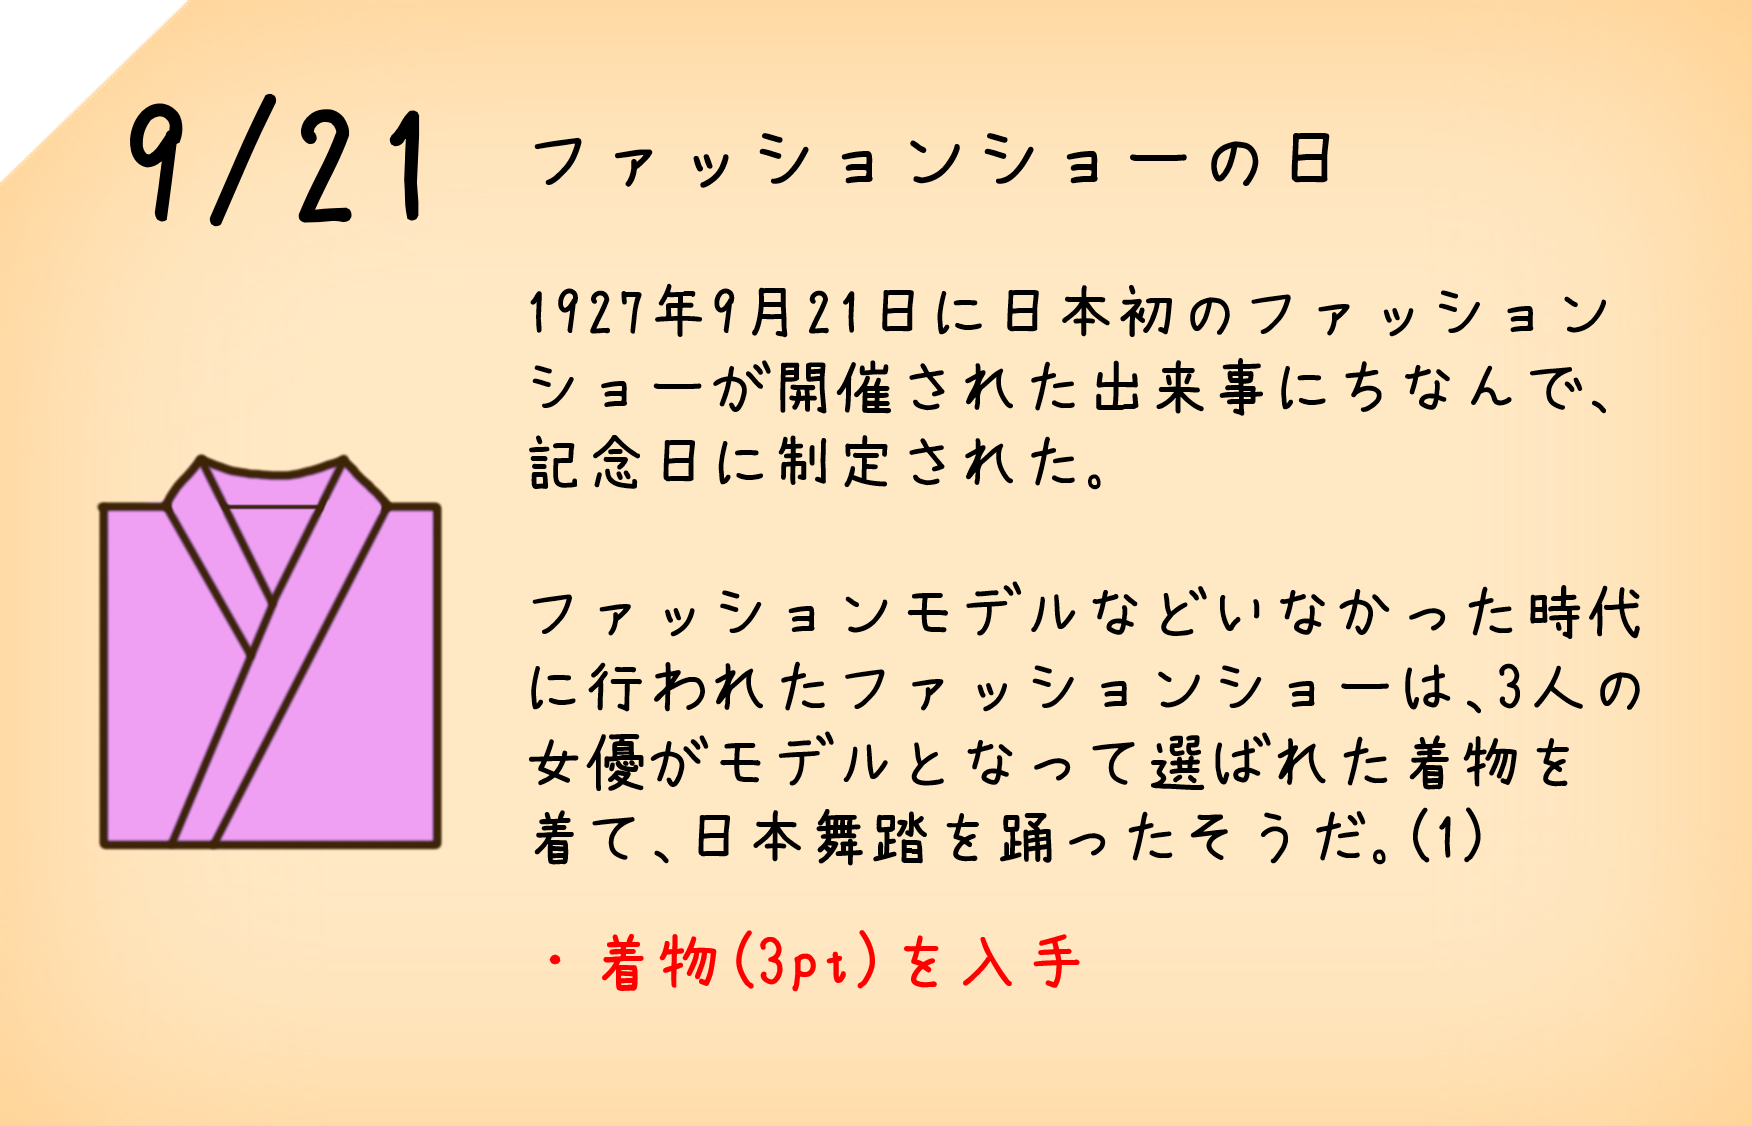 9/21
ファッションショーの日
1927年9月21日に日本初のファッション
ショーが開催された出来事にちなんで、
記念日に制定された。
ファッションモデルなどいなかった時代
に行われたファッションショーは、3人の
女優がモデルとなって選ばれた着物を
着て、日本舞踏を踊ったそうだ。(1)
・着物(3pt)を入手